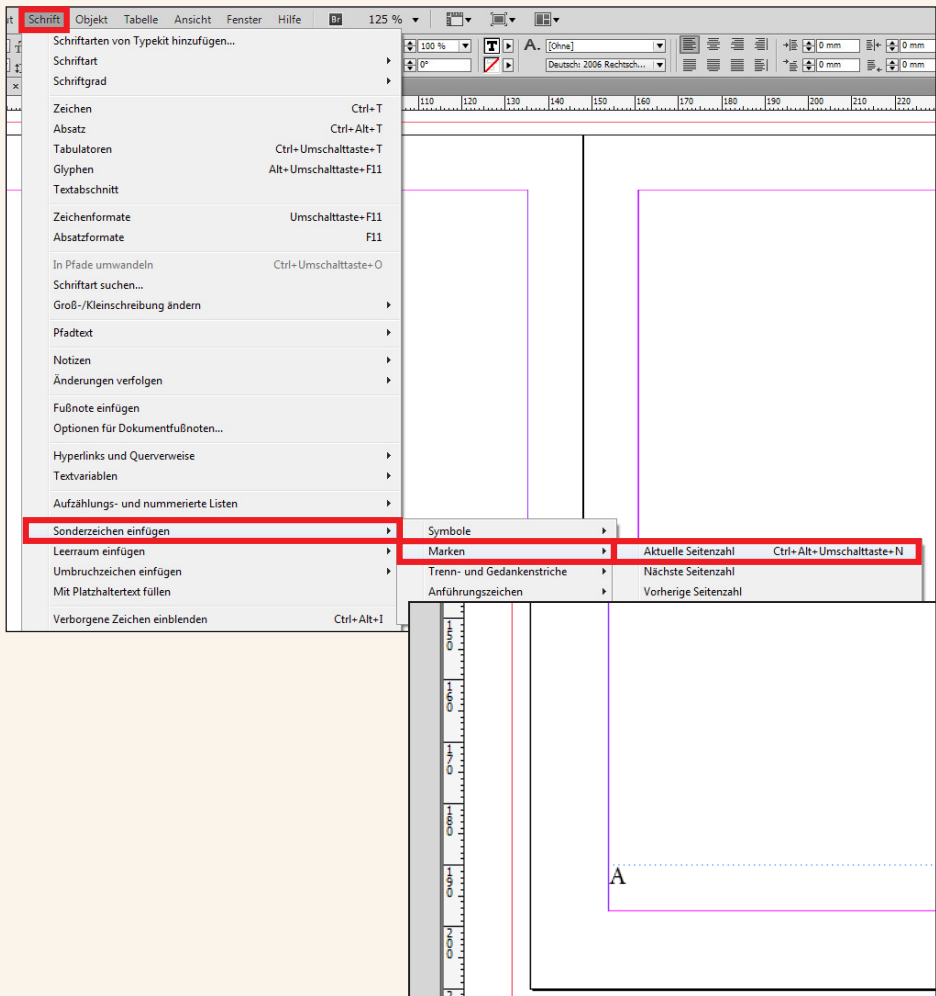 Schrift Objekt Tabelle Ansicht Fenster Hilfe Br 125 %
100 % T A. [Ohne] 0 mm 0 mm
0° T Deutsch: 2006 Rechtsch... 0 mm 0 mm
110 120 130 140 150 160 170 180 190 200 210 220
Schriftarten von Typekit hinzufügen...
Schriftart
Schriftgrad
Zeichen Ctrl+T
Absatz Ctrl+Alt+T
Tabulatoren Ctrl+Umschalttaste+T
Glyphen Alt+Umschalttaste+F11
Textabschnitt
Zeichenformate Umschalttaste+F11
Absatzformate F11
In Pfade umwandeln Ctrl+Umschalttaste+O
Schriftart suchen...
Groß-/Kleinschreibung ändern
Pfadtext
Notizen
Änderungen verfolgen
Fußnote einfügen
Optionen für Dokumentfußnoten...
Hyperlinks und Querverweise
Textvariablen
Aufzählungs- und nummerierte Listen
Sonderzeichen einfügen
Leerraum einfügen
Umbruchzeichen einfügen
Mit Platzhaltertext füllen
Verborgene Zeichen einblenden Ctrl+Alt+I
Symbole
Marken
Trenn- und Gedankenstriche
Anführungszeichen
Aktuelle Seitenzahl Ctrl+Alt+Umschalttaste+N
Nächste Seitenzahl
Vorherige Seitenzahl
150
160
170
180
190
200
A